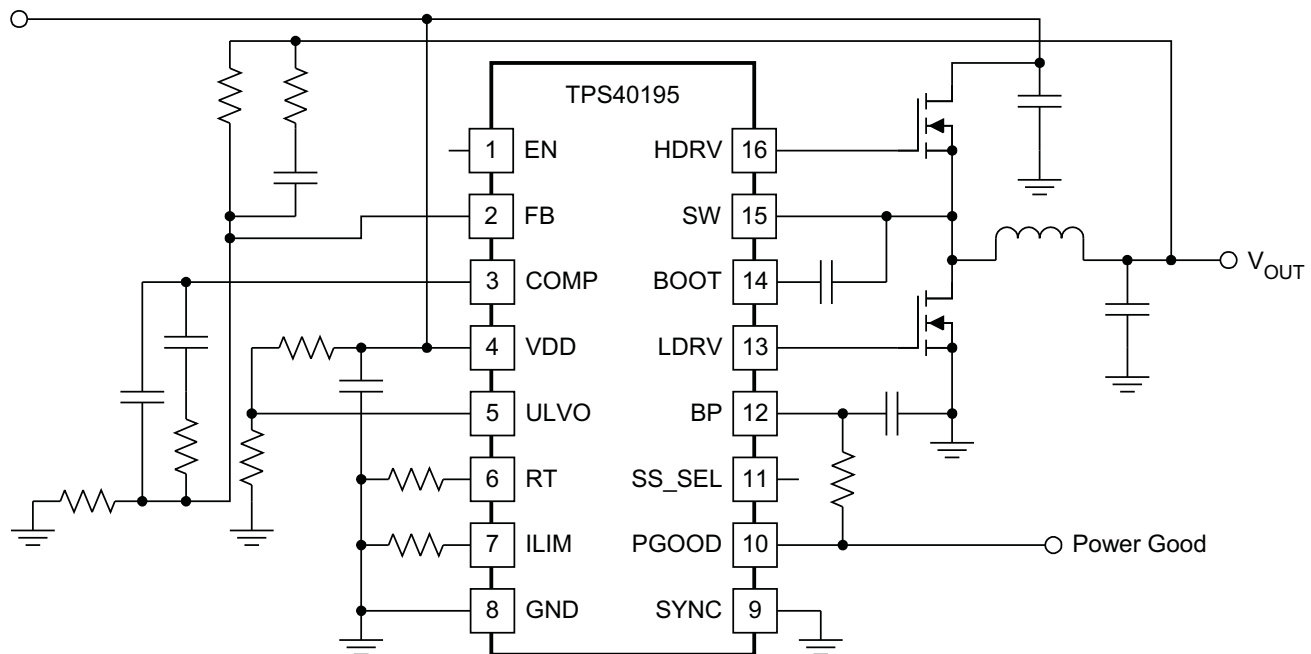 TPS40195
1 EN HDRV 16
2 FB SW 15
3 COMP BOOT 14
V_OUT
4 VDD LDRV 13
5 ULVO BP 12
6 RT SS_SEL 11
7 ILIM PGOOD 10 Power Good
8 GND SYNC 9